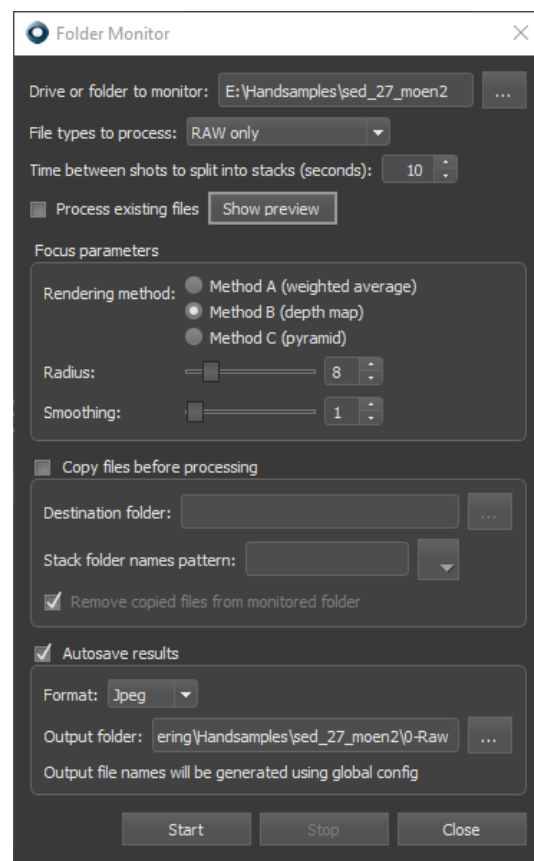 Folder Monitor
Drive or folder to monitor: E:\Handsamples\sed_27_moen2 ...
File types to process: RAW only
Time between shots to split into stacks (seconds): 10
Process existing files Show preview
Focus parameters
Rendering method: Method A (weighted average)
Method B (depth map)
Method C (pyramid)
Radius: 8
Smoothing: 1
Copy files before processing
Destination folder: ...
Stack folder names pattern:
Remove copied files from monitored folder
Autosave results
Format: Jpeg
Output folder: ering\Handsamples\sed_27_moen2\0-Raw ...
Output file names will be generated using global config
Start Stop Close